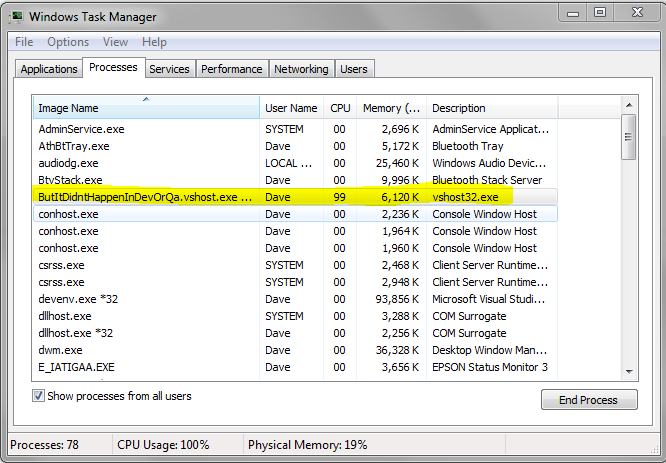 Windows Task Manager
File Options View Help
Applications Processes Services Performance Networking Users
Image Name User Name CPU Memory (... Description
AdminService.exe SYSTEM 00 2,696 K AdminService Applicat...
AthBtTray.exe Dave 00 5,172 K Bluetooth Tray
audiodg.exe LOCAL ... 00 25,460 K Windows Audio Devic...
BtvStack.exe Dave 00 9,996 K Bluetooth Stack Server
ButItDidntHappenInDevOrQa.vshost.exe ... Dave 99 6,120 K vshost32.exe
conhost.exe Dave 00 2,236 K Console Window Host
conhost.exe Dave 00 1,964 K Console Window Host
conhost.exe Dave 00 1,960 K Console Window Host
csrss.exe SYSTEM 00 2,468 K Client Server Runtime...
csrss.exe SYSTEM 00 2,948 K Client Server Runtime...
devenv.exe *32 Dave 00 93,856 K Microsoft Visual Studi...
dllhost.exe SYSTEM 00 3,288 K COM Surrogate
dllhost.exe *32 Dave 00 2,256 K COM Surrogate
dwm.exe Dave 00 36,328 K Desktop Window Man...
E_IATIGAA.EXE Dave 00 3,656 K EPSON Status Monitor 3
Show processes from all users End Process
Processes: 78 CPU Usage: 100% Physical Memory: 19%